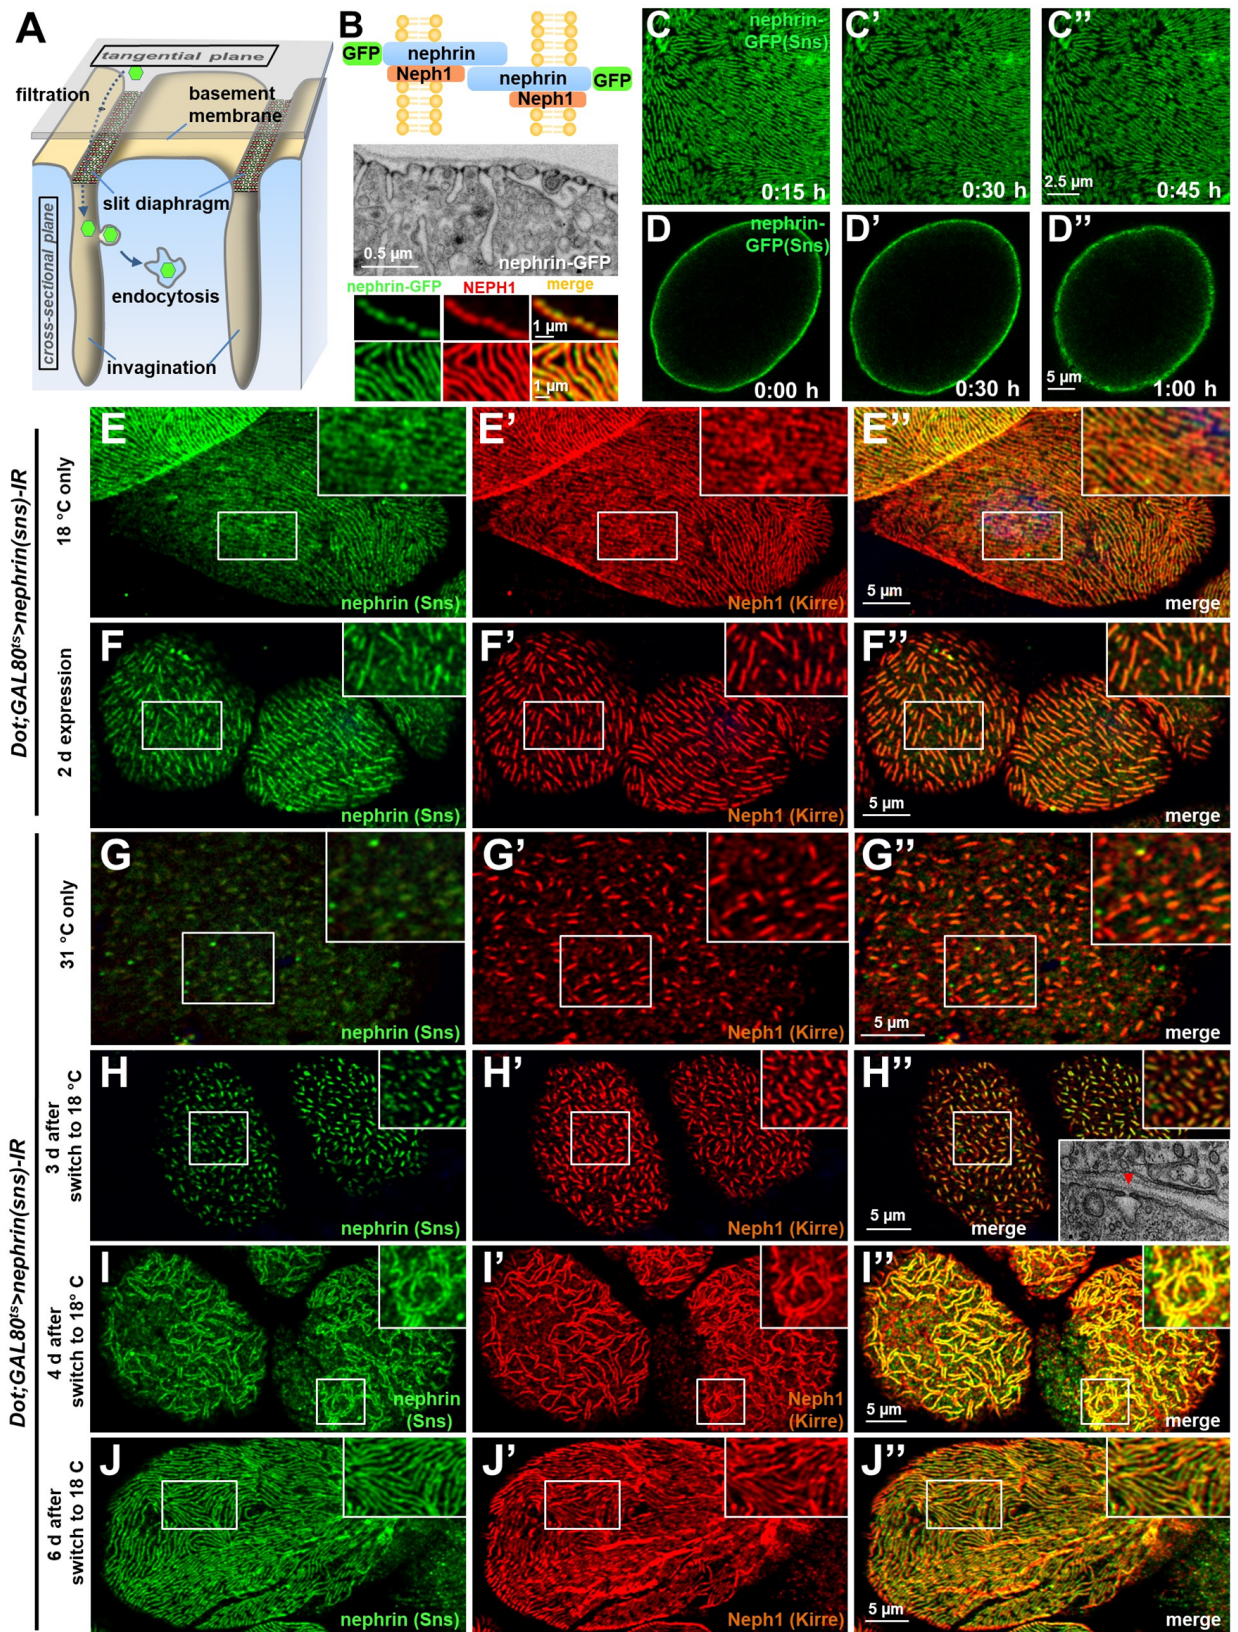 A
tangential plane
filtration
basement
membrane
slit diaphragm
cross-sectional plane
endocytosis
invagination
B
GFP
nephrin
Neph1
nephrin
GFP
Neph1
0.5 µm
nephrin-GFP
nephrin-GFP
NEPH1
merge
1 µm
1 µm
C
nephrin-
GFP(Sns)
0:15 h
C’
0:30 h
C’’
2.5 µm
0:45 h
D
nephrin-
GFP(Sns)
0:00 h
D’
0:30 h
D’’
5 µm
1:00 h
Dot;GAL80ts>nephrin(sns)-IR
18 °C only
E
nephrin (Sns)
E’
Neph1 (Kirre)
E’’
5 µm
merge
2 d expression
F
nephrin (Sns)
F’
Neph1 (Kirre)
F’’
5 µm
merge
Dot;GAL80ts>nephrin(sns)-IR
31 °C only
G
nephrin (Sns)
G’
Neph1 (Kirre)
G’’
5 µm
merge
3 d after
switch to 18 °C
H
nephrin (Sns)
H’
Neph1 (Kirre)
H’’
5 µm
merge
4 d after
switch to 18° C
I
nephrin
(Sns)
I’
Neph1
(Kirre)
I’’
5 µm
merge
6 d after
switch to 18 C
J
nephrin (Sns)
J’
Neph1 (Kirre)
J’’
5 µm
merge